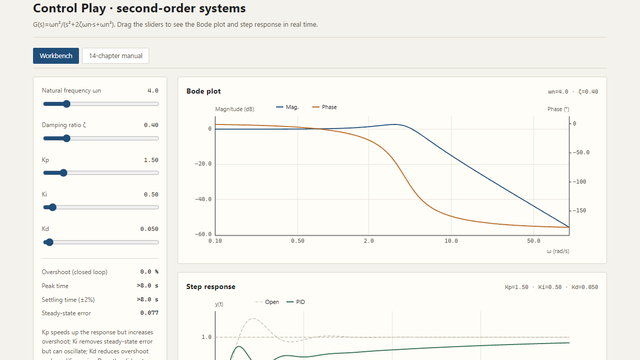 Control Play · second-order systems
G(s)=ωn²/(s²+2ζωn·s+ωn²). Drag the sliders to see the Bode plot and step response in real time.
Workbench
14-chapter manual
Natural frequency ωn 4.0
Damping ratio ζ 0.40
Kp 1.50
Ki 0.50
Kd 0.050
Overshoot (closed loop) 0.0 %
Peak time >8.0 s
Settling time (±2%) >8.0 s
Steady-state error 0.077
Kp speeds up the response but increases
overshoot; Ki removes steady-state error
but can oscillate; Kd reduces overshoot
Bode plot
wn=4.0 · ζ=0.40
Magnitude (dB)
Mag.
Phase
Phase (°)
0
-20.0
-40.0
-60.0
0
-50.0
-100
-150
0.10
0.50
2.0
10.0
50.0
ω (rad/s)
Step response
Kp=1.50 · Ki=0.50 · Kd=0.050
y(t)
Open
PID
1.0